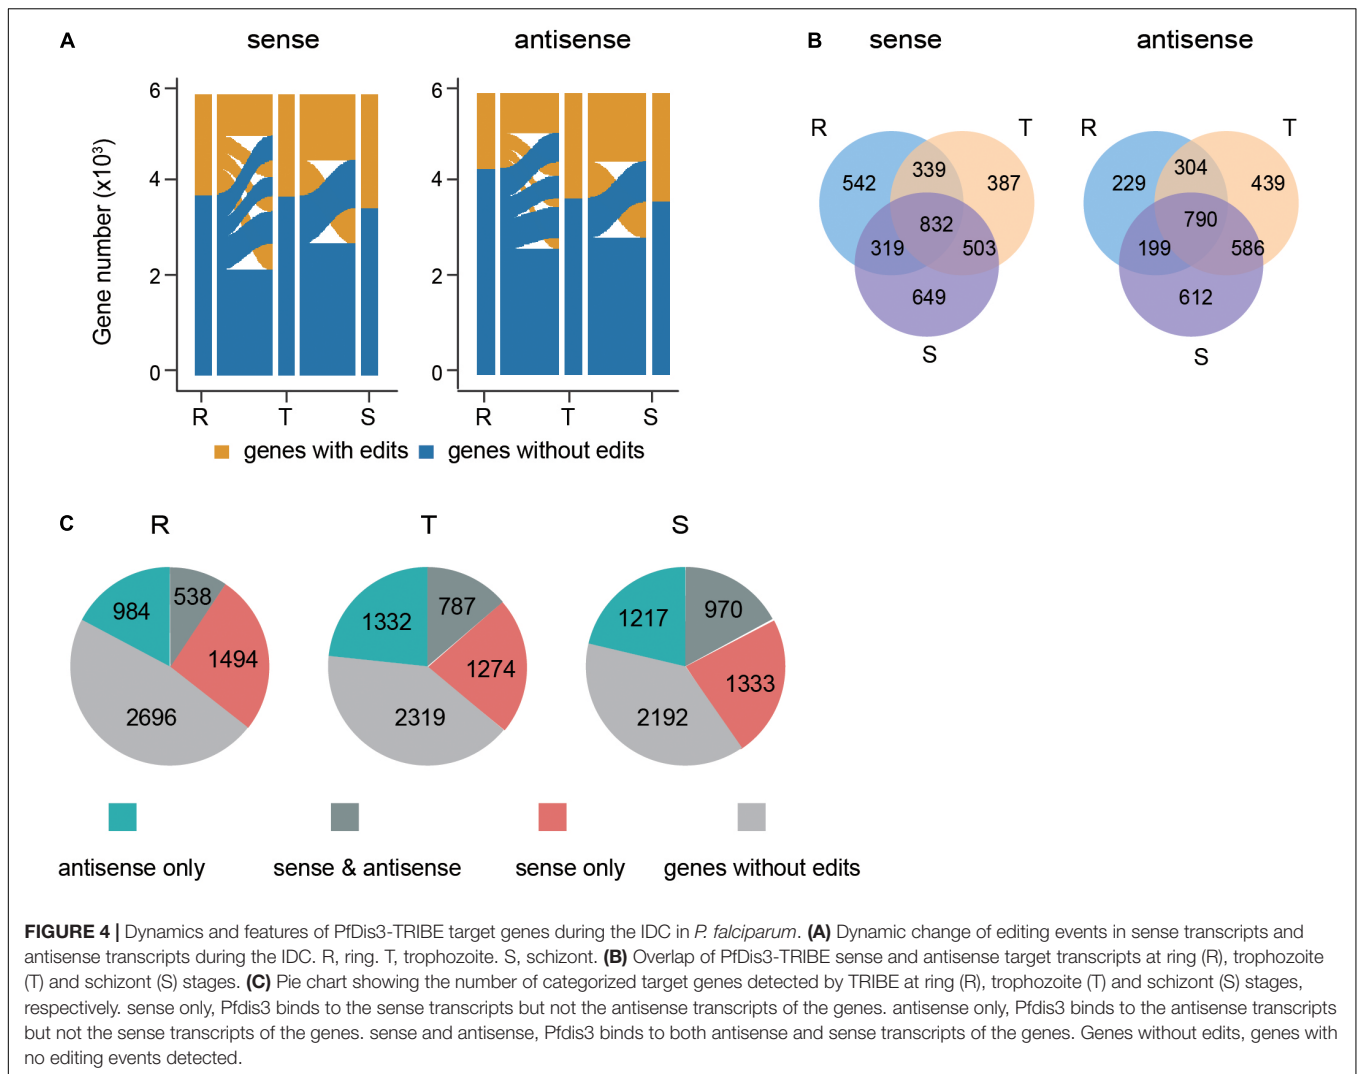 A
sense
antisense
Gene number (x10³)
6
4
2
0
R
T
S
6
4
2
0
R
T
S
genes with edits
genes without edits
B
sense
antisense
R
T
542
339
387
832
319
503
649
S
R
T
229
304
439
790
199
586
612
S
C
R
T
S
984
538
1494
2696
1332
787
1274
2319
1217
970
1333
2192
antisense only
sense & antisense
sense only
genes without edits
FIGURE 4 | Dynamics and features of PfDis3-TRIBE target genes during the IDC in P. falciparum. (A) Dynamic change of editing events in sense transcripts and
antisense transcripts during the IDC. R, ring. T, trophozoite. S, schizont. (B) Overlap of PfDis3-TRIBE sense and antisense target transcripts at ring (R), trophozoite
(T) and schizont (S) stages. (C) Pie chart showing the number of categorized target genes detected by TRIBE at ring (R), trophozoite (T) and schizont (S) stages,
respectively. sense only, Pfdis3 binds to the sense transcripts but not the antisense transcripts of the genes. antisense only, Pfdis3 binds to the antisense transcripts
but not the sense transcripts of the genes. sense and antisense, Pfdis3 binds to both antisense and sense transcripts of the genes. Genes without edits, genes with
no editing events detected.